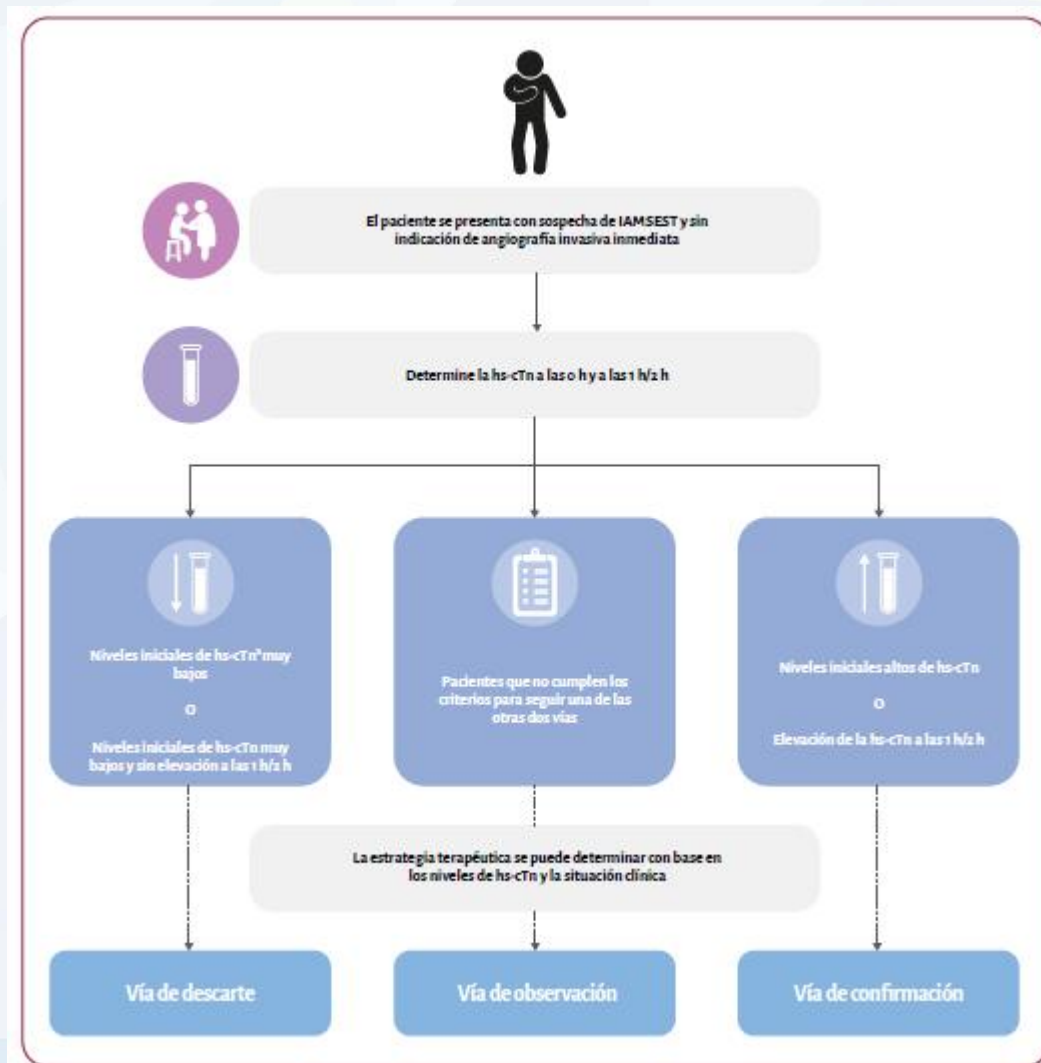 El paciente se presenta con sospecha de IAMSEST y sin
indicación de angiografía invasiva inmediata
Determine la hs-cTn a las 0 h y a las 1 h/2 h
Niveles iniciales de hs-cTnª muy
bajos
O
Niveles iniciales de hs-cTn muy
bajos y sin elevación a las 1 h/2 h
Pacientes que no cumplen los
criterios para seguir una de las
otras dos vías
Niveles iniciales altos de hs-cTn
O
Elevación de la hs-cTn a las 1 h/2 h
La estrategia terapéutica se puede determinar con base en
los niveles de hs-cTn y la situación clínica
Vía de descarte
Vía de observación
Vía de confirmación